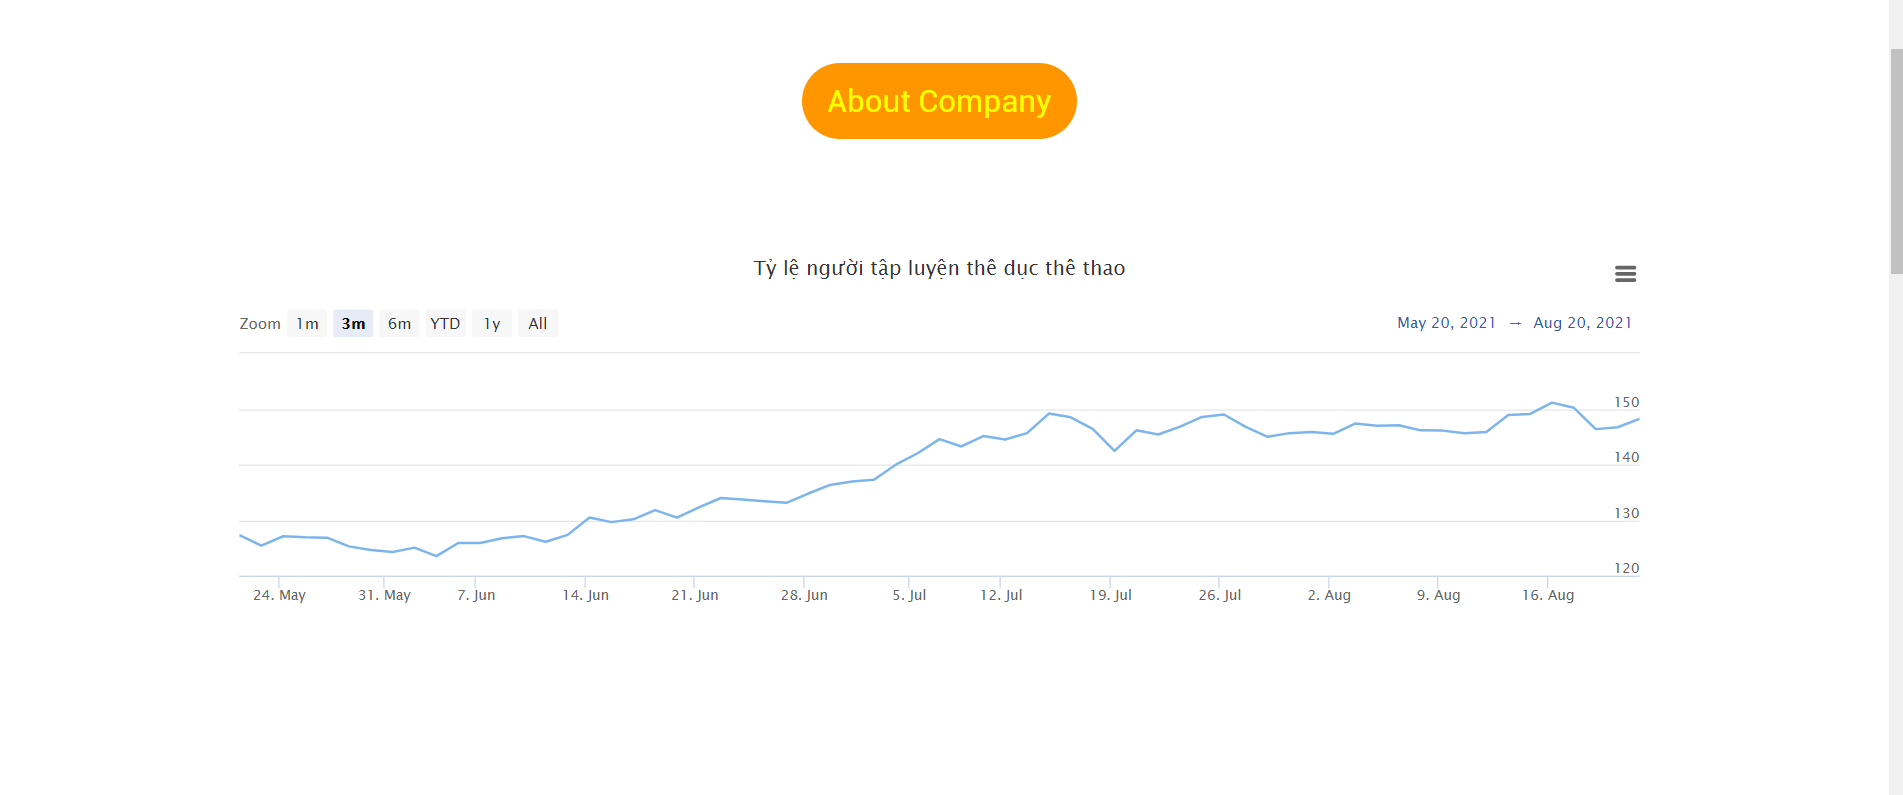 About Company
Tỷ lệ người tập luyện thể dục thể thao
Zoom 1m 3m 6m YTD 1y All May 20, 2021 → Aug 20, 2021
150
140
130
120
24. May 31. May 7. Jun 14. Jun 21. Jun 28. Jun 5. Jul 12. Jul 19. Jul 26. Jul 2. Aug 9. Aug 16. Aug